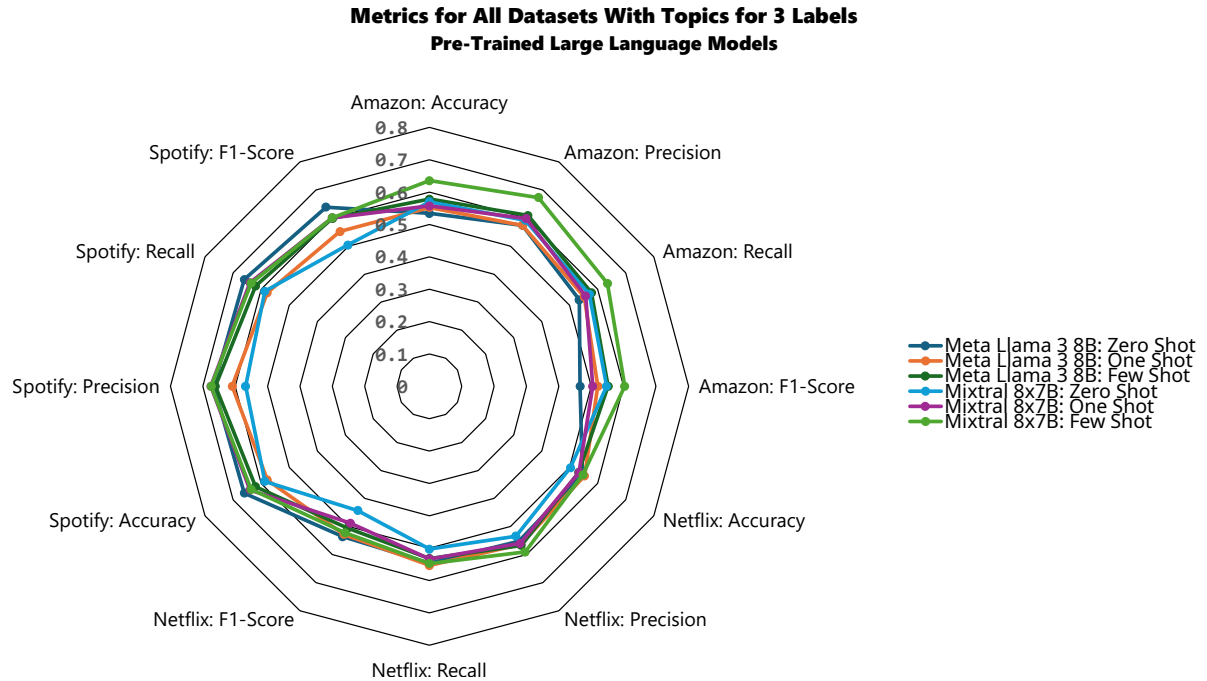 Metrics for All Datasets With Topics for 3 Labels
Pre-Trained Large Language Models
Amazon: Accuracy
0.8
Spotify: F1-Score
Amazon: Precision
0.7
0.6
0.5
Spotify: Recall
Amazon: Recall
0.4
0.3
0.2
0.1
Meta Llama 3 8B: Zero Shot
Meta Llama 3 8B: One Shot
Meta Llama 3 8B: Few Shot
Mixtral 8x7B: Zero Shot
Mixtral 8x7B: One Shot
Mixtral 8x7B: Few Shot
Spotify: Precision
0
Amazon: F1-Score
Spotify: Accuracy
Netflix: Accuracy
Netflix: F1-Score
Netflix: Precision
Netflix: Recall